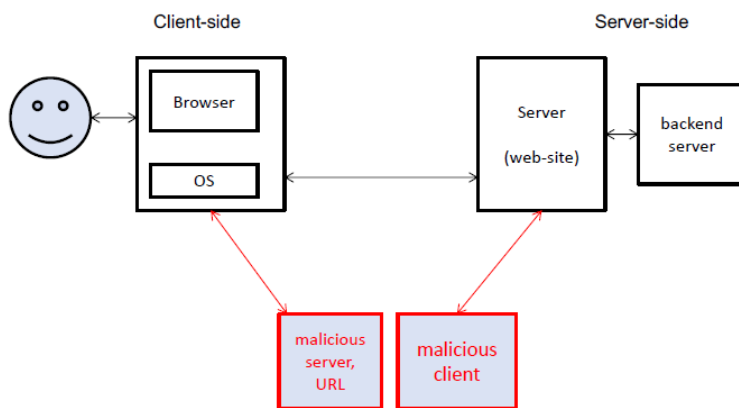 Client-side
Server-side
Browser
OS
Server
(web-site)
backend
server
malicious
server,
URL
malicious
client